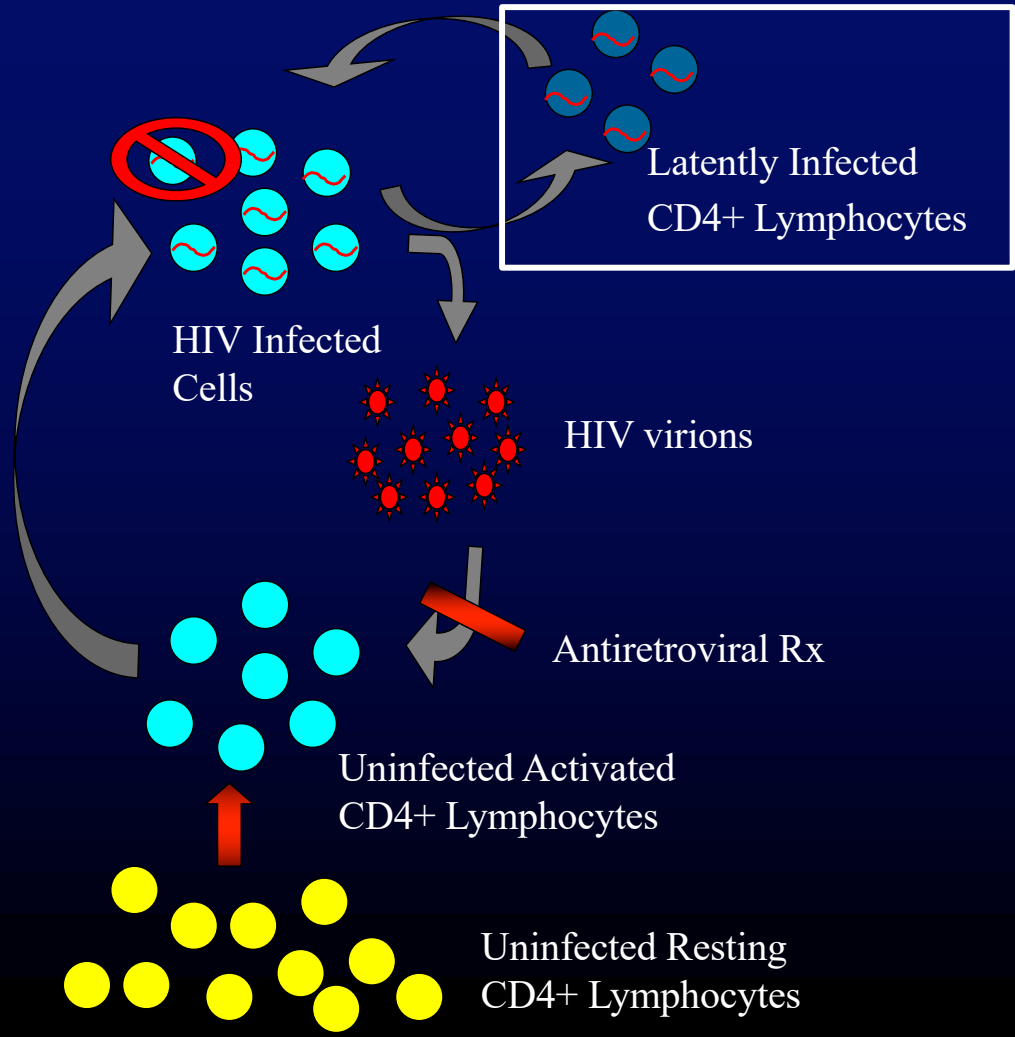 Latently Infected
CD4+ Lymphocytes
HIV Infected
Cells
HIV virions
Antiretroviral Rx
Uninfected Activated
CD4+ Lymphocytes
Uninfected Resting
CD4+ Lymphocytes